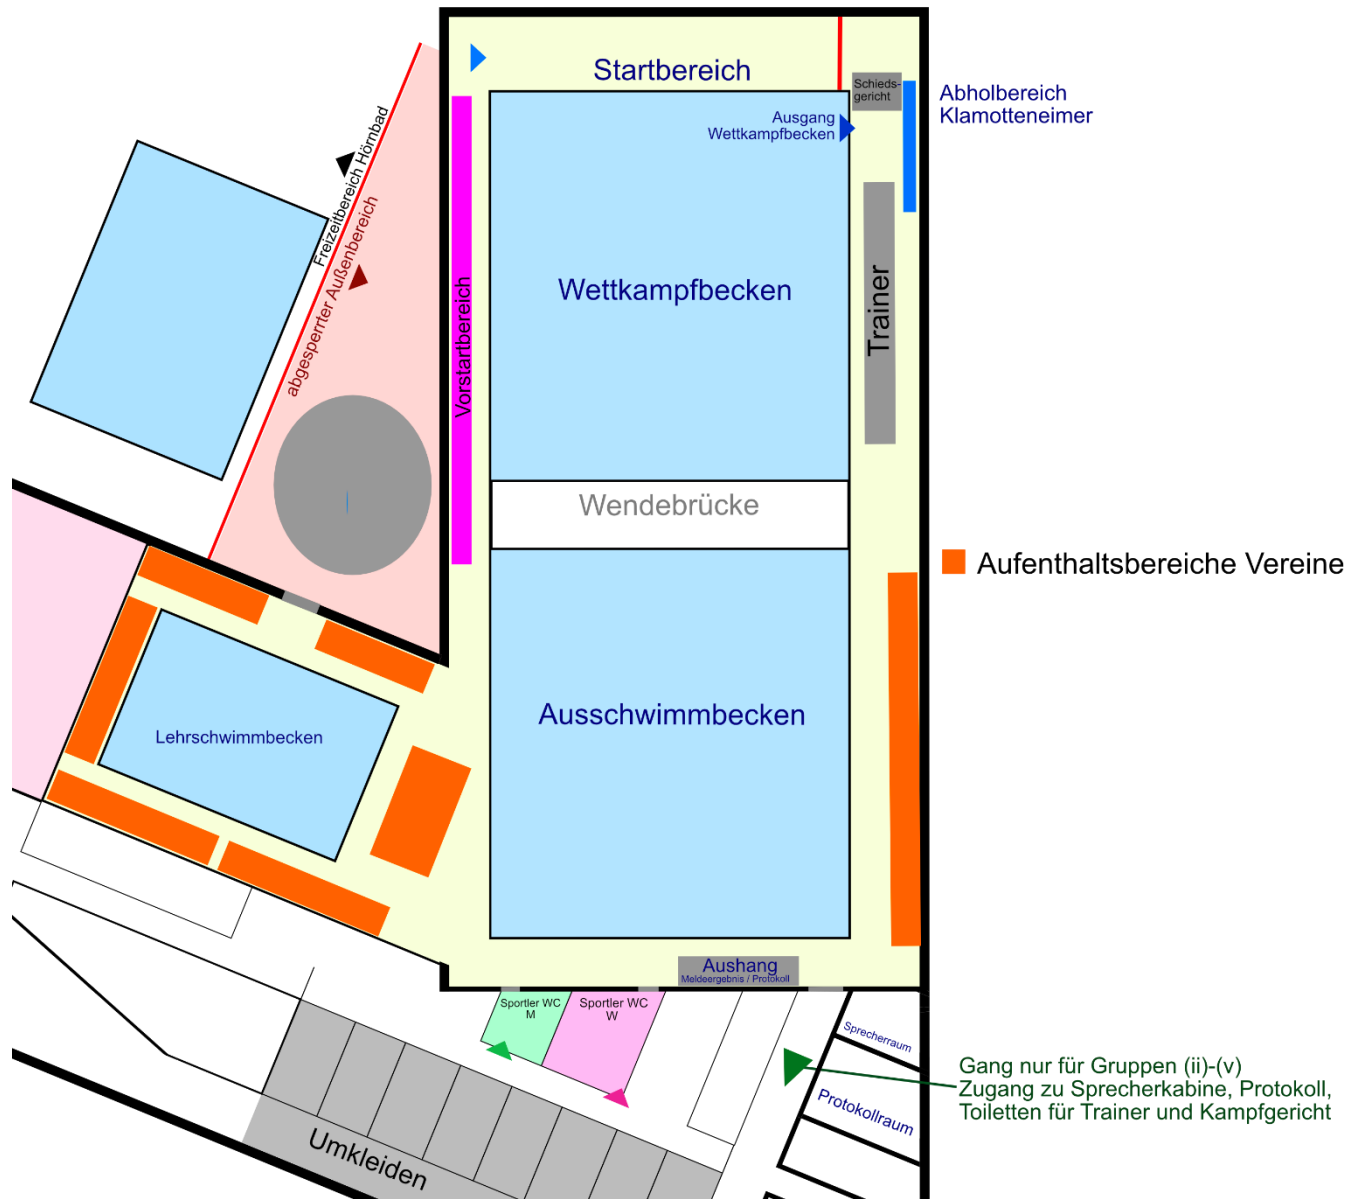 Startbereich
Schieds-
gericht
Abholbereich
Klamotteneimer
Ausgang
Wettkampfbecken
Freizeitbereich Hörnbad
abgesperrter Außenbereich
Vorstartbereich
Wettkampfbecken
Trainer
Wendebrücke
Aufenthaltsbereiche Vereine
Ausschwimmbecken
Lehrschwimmbecken
Aushang
Meldeergebnis / Protokoll
Sportler WC
M
Sportler WC
W
Sprecherraum
Protokollraum
Gang nur für Gruppen (ii)-(v)
Zugang zu Sprecherkabine, Protokoll,
Toiletten für Trainer und Kampfgericht
Umkleiden